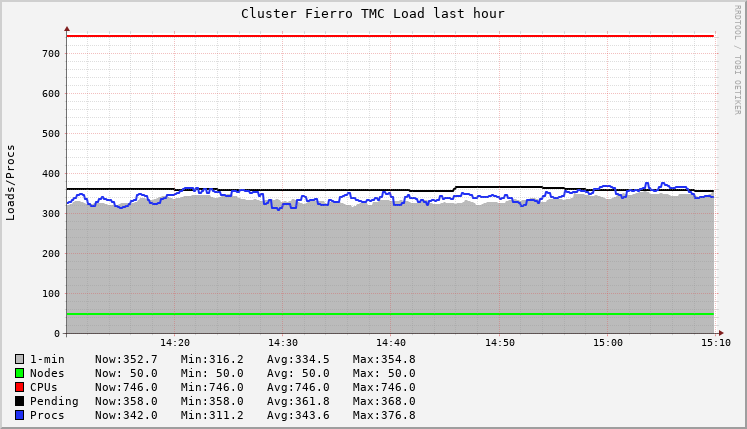 Cluster Fierro TMC Load last hour
RRDTOOL / TOBI OETIKER
Loads/Procs
700
600
500
400
300
200
100
0
14:20 14:30 14:40 14:50 15:00 15:10
1-min Now:352.7 Min:316.2 Avg:334.5 Max:354.8
Nodes Now: 50.0 Min: 50.0 Avg: 50.0 Max: 50.0
CPUs Now:746.0 Min:746.0 Avg:746.0 Max:746.0
Pending Now:358.0 Min:358.0 Avg:361.8 Max:368.0
Procs Now:342.0 Min:311.2 Avg:343.6 Max:376.8